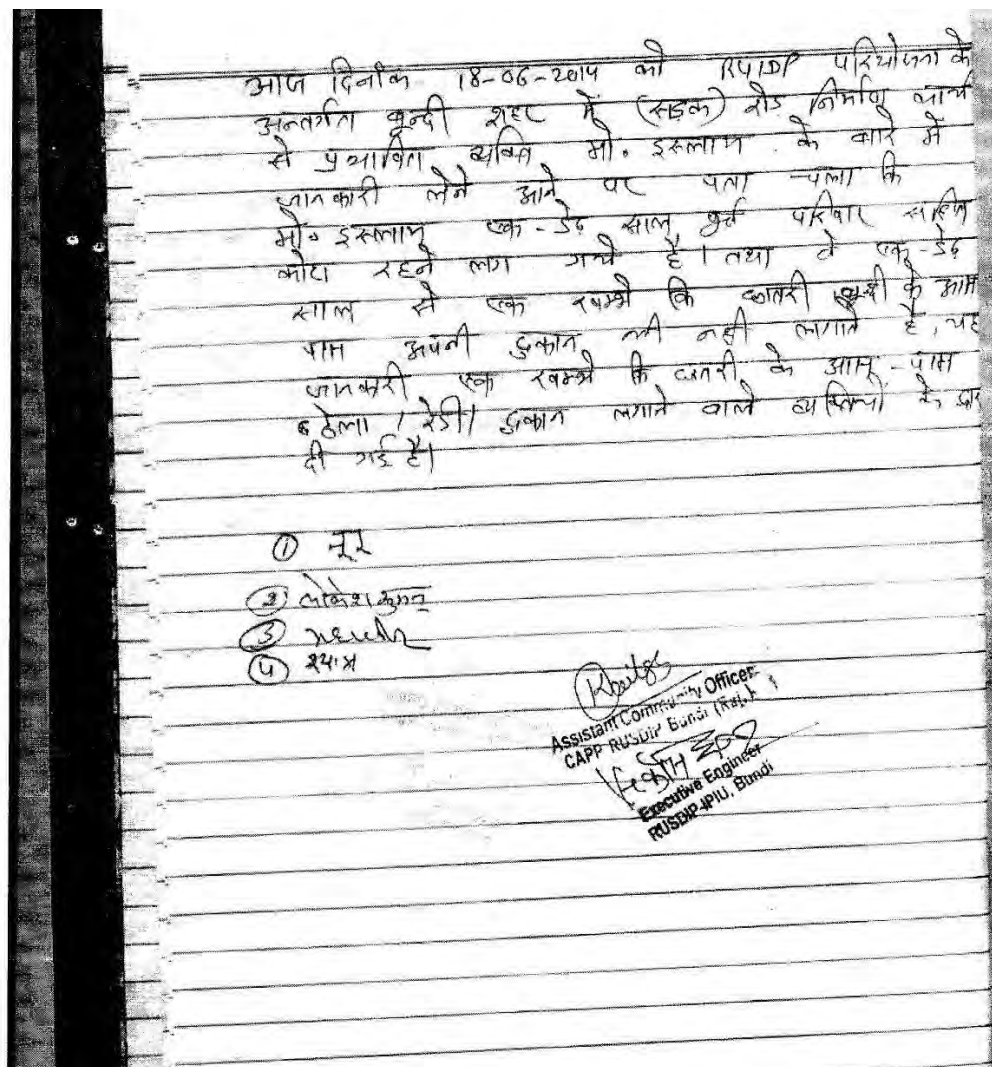 आज दिनांक 18-06-2014 को RUIDP परियोजना के
अन्तर्गत बून्दी शहर में (सड़क) रोड़ निर्माण कार्य
से प्रभावित व्यक्ति मो. इस्लाम के बारे में
जानकारी लेने आने पर पता चला कि
मो. इस्लाम एक-डेढ़ साल पूर्व परिवार सहित
कोटा रहने लग गये है। तथा वे एक-डेढ़
साल से एक खम्भे कि छतरी के आस
पास अपनी दुकान भी नही लगाते है, यह
जानकारी एक खम्भे कि छतरी के आस-पास
ठेला / रेडी / दुकान लगाने वाले व्यक्तियों के द्वारा
दी गई है।
① नूर
② लोकेश कुमार
③
④ श्याम
Assistant Community Officer
CAPP RUSDIP Bundi (Raj.)
Executive Engineer
RUSDIP-IPIU, Bundi